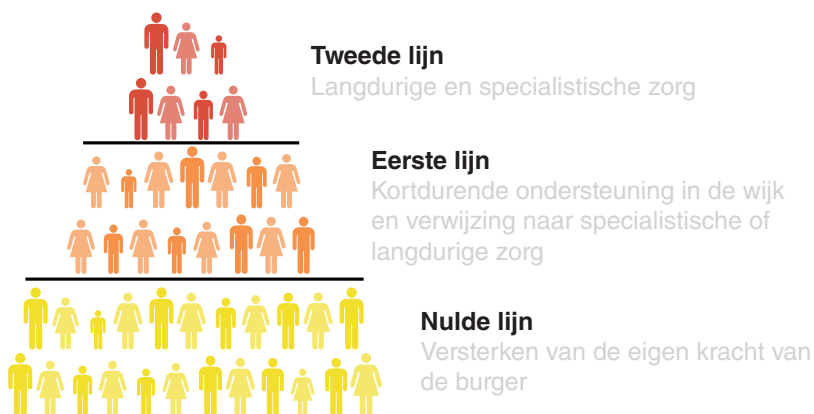 Tweede lijn
Langdurige en specialistische zorg
Eerste lijn
Kortdurende ondersteuning in de wijk
en verwijzing naar specialistische of
langdurige zorg
Nulde lijn
Versterken van de eigen kracht van
de burger